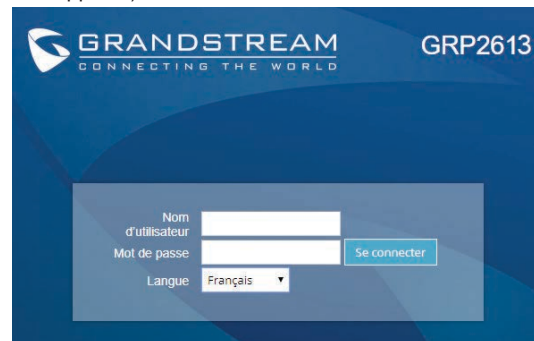 GRANDSTREAM
CONNECTING THE WORLD
GRP2613
Nom
d'utilisateur
Mot de passe
Se connecter
Langue
Français